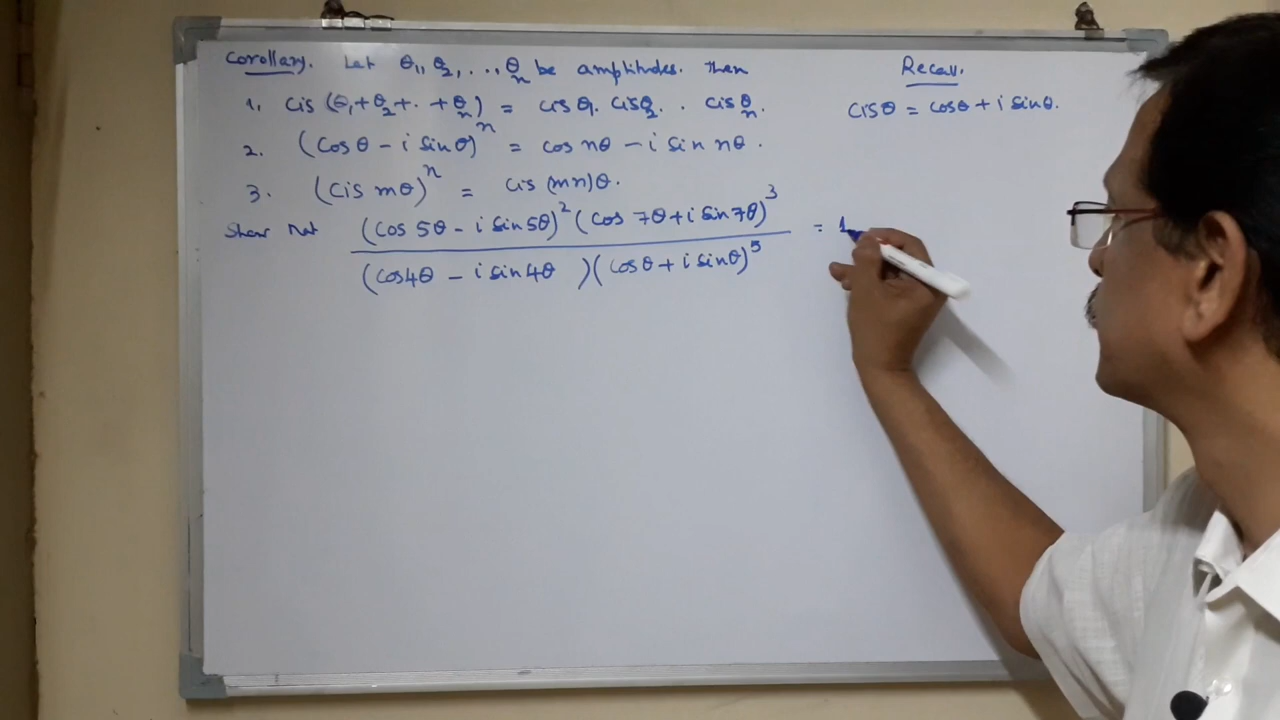 Corollary. Let θ₁, θ₂, ..., θₙ be amplitudes. Then
1. cis (θ₁+θ₂+..+θₙ) = cis θ₁. cis θ₂. . cis θₙ.
2. (cos θ - i sin θ)ⁿ = cos nθ - i sin nθ.
3. (cis mθ)ⁿ = cis (mn)θ.
Show that (cos 5θ - i sin 5θ)² (cos 7θ + i sin 7θ)³ = 1
(cos 4θ - i sin 4θ )(cos θ + i sin θ)⁵
Recall.
cis θ = cos θ + i sin θ.